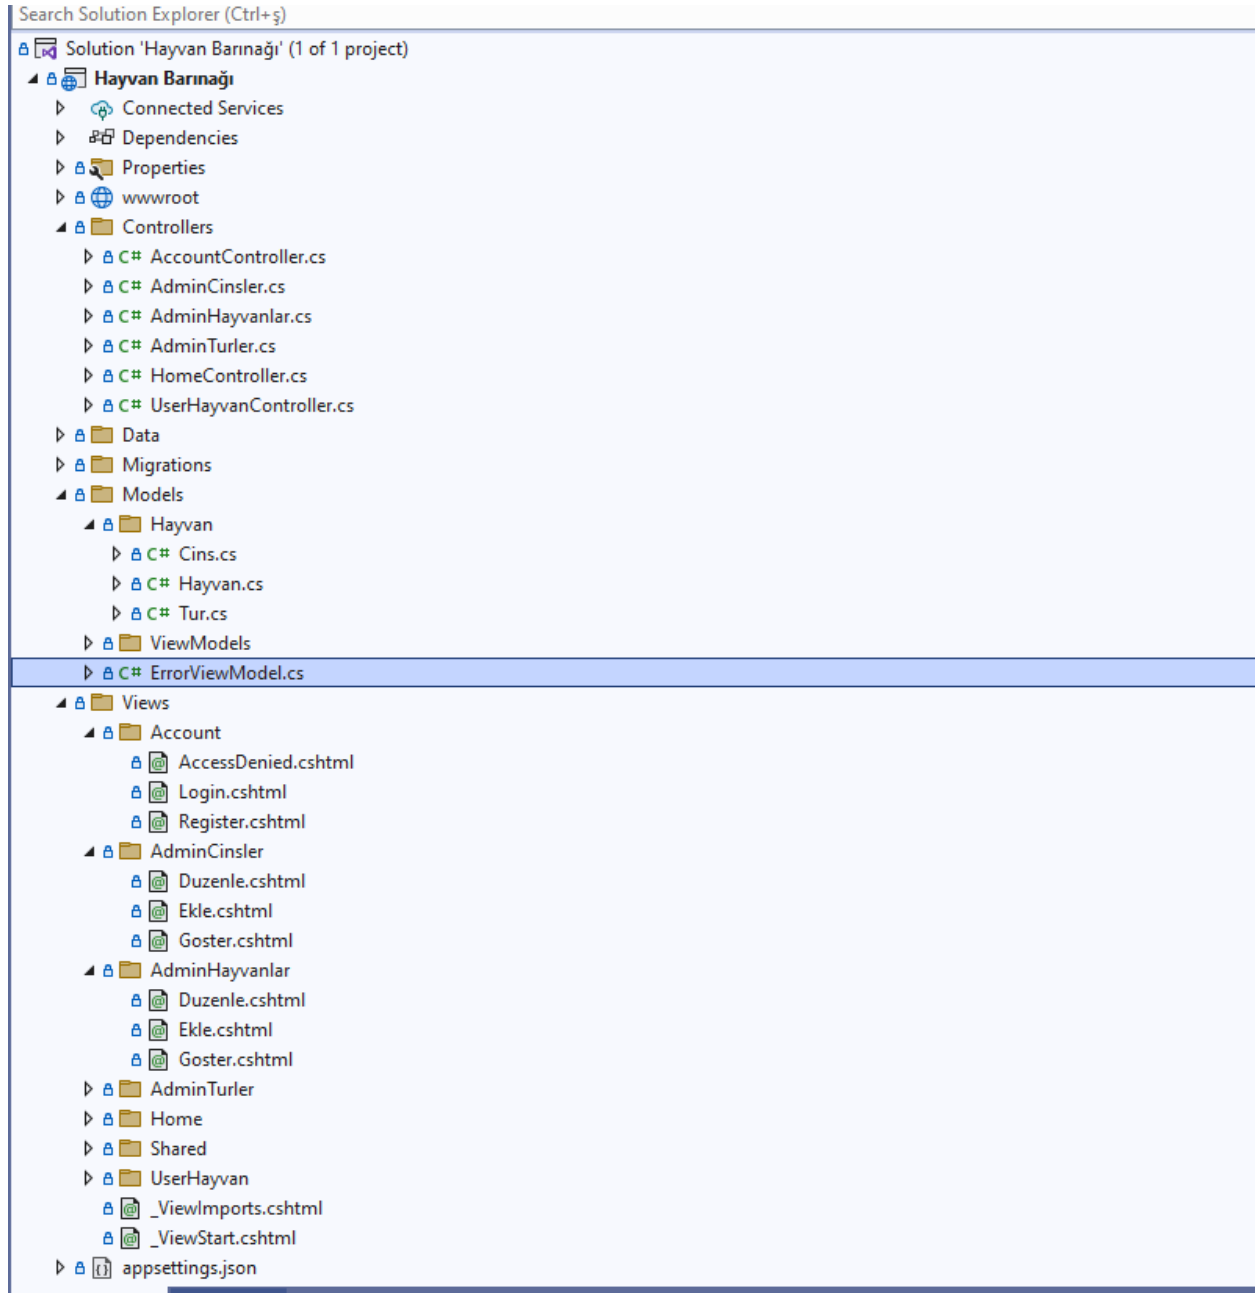 Search Solution Explorer (Ctrl+ş)
Solution 'Hayvan Barınağı' (1 of 1 project)
Hayvan Barınağı
Connected Services
Dependencies
Properties
wwwroot
Controllers
C# AccountController.cs
C# AdminCinsler.cs
C# AdminHayvanlar.cs
C# AdminTurler.cs
C# HomeController.cs
C# UserHayvanController.cs
Data
Migrations
Models
Hayvan
C# Cins.cs
C# Hayvan.cs
C# Tur.cs
ViewModels
C# ErrorViewModel.cs
Views
Account
AccessDenied.cshtml
Login.cshtml
Register.cshtml
AdminCinsler
Duzenle.cshtml
Ekle.cshtml
Goster.cshtml
AdminHayvanlar
Duzenle.cshtml
Ekle.cshtml
Goster.cshtml
AdminTurler
Home
Shared
UserHayvan
_ViewImports.cshtml
_ViewStart.cshtml
appsettings.json